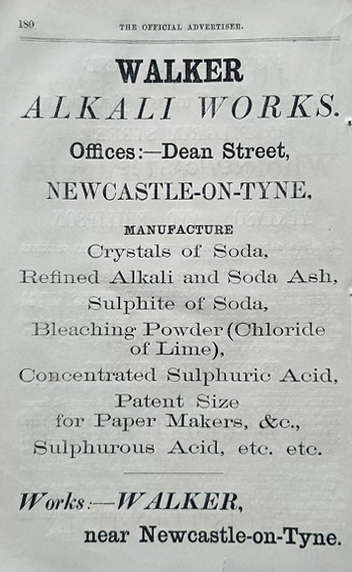 180
THE OFFICIAL ADVERTISER.
WALKER
ALKALI WORKS.
Offices:—Dean Street,
NEWCASTLE-ON-TYNE.
MANUFACTURE
Crystals of Soda,
Refined Alkali and Soda Ash,
Sulphite of Soda,
Bleaching Powder (Chloride
of Lime),
Concentrated Sulphuric Acid,
Patent Size
for Paper Makers, &c.,
Sulphurous Acid, etc. etc.
Works:—WALKER,
near Newcastle-on-Tyne.